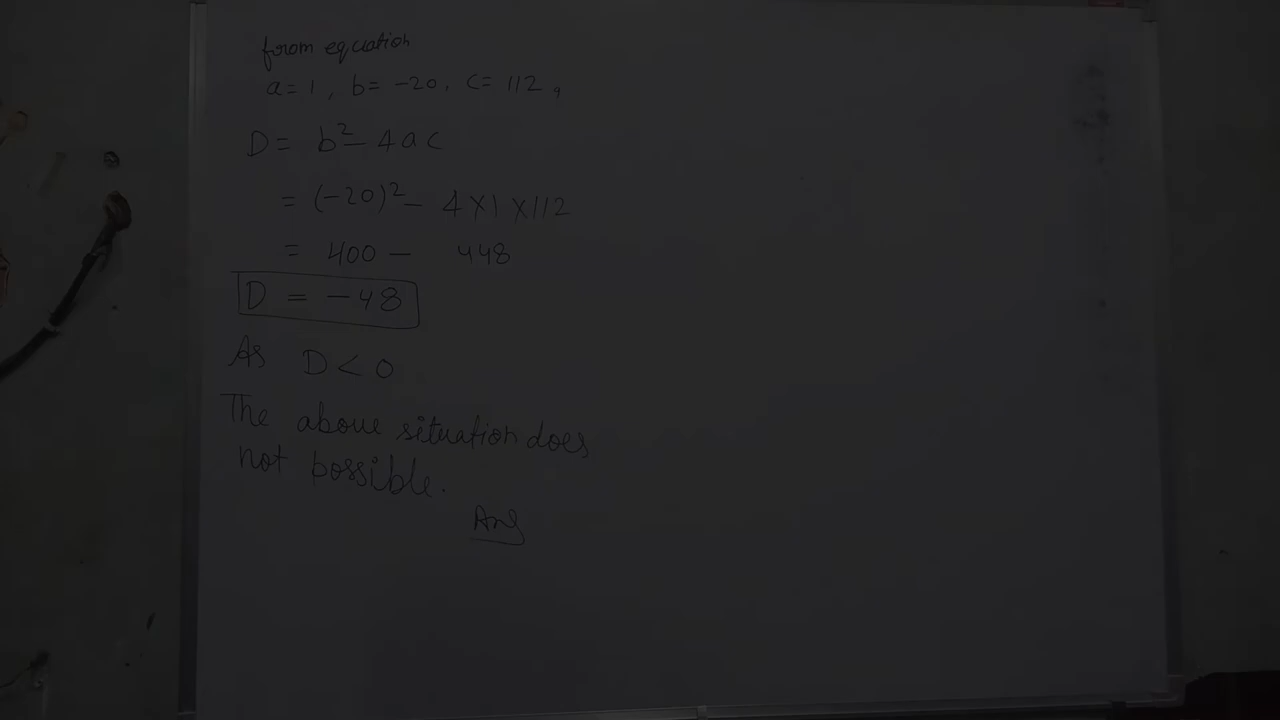 from equation
a = 1, b = -20, c = 112,
D = b² - 4ac
= (-20)² - 4×1×112
= 400 - 448
D = -48
As D < 0
The above situation does
not possible.
Ans